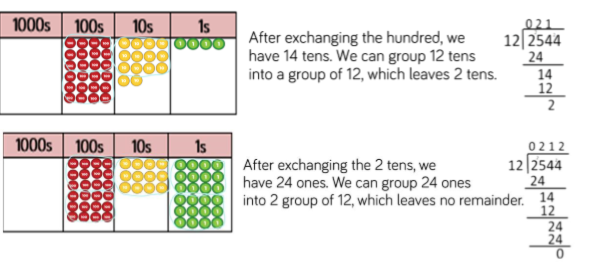 1000s 100s 10s 1s
After exchanging the hundred, we
have 14 tens. We can group 12 tens
into a group of 12, which leaves 2 tens.
021
12 2544
24
14
12
2
1000s 100s 10s 1s
After exchanging the 2 tens, we
have 24 ones. We can group 24 ones
into 2 group of 12, which leaves no remainder.
0212
12 2544
24
14
12
24
24
0